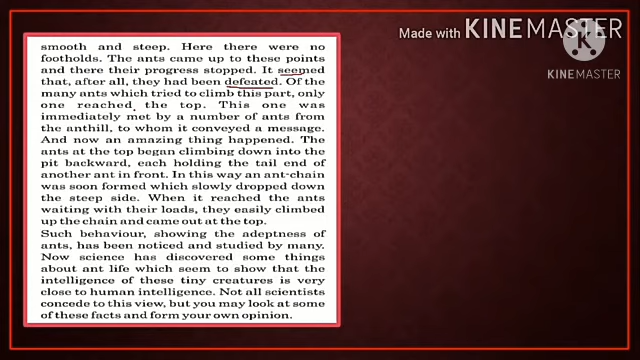 Made with KINEMASTER
KINEMASTER
smooth and steep. Here there were no
footholds. The ants came up to these points
and there their progress stopped. It seemed
that, after all, they had been defeated. Of the
many ants which tried to climb this part, only
one reached the top. This one was
immediately met by a number of ants from
the anthill, to whom it conveyed a message.
And now an amazing thing happened. The
ants at the top began climbing down into the
pit backward, each holding the tail end of
another ant in front. In this way an ant-chain
was soon formed which slowly dropped down
the steep side. When it reached the ants
waiting with their loads, they easily climbed
up the chain and came out at the top.
Such behaviour, showing the adeptness of
ants, has been noticed and studied by many.
Now science has discovered some things
about ant life which seem to show that the
intelligence of these tiny creatures is very
close to human intelligence. Not all scientists
concede to this view, but you may look at some
of these facts and form your own opinion.